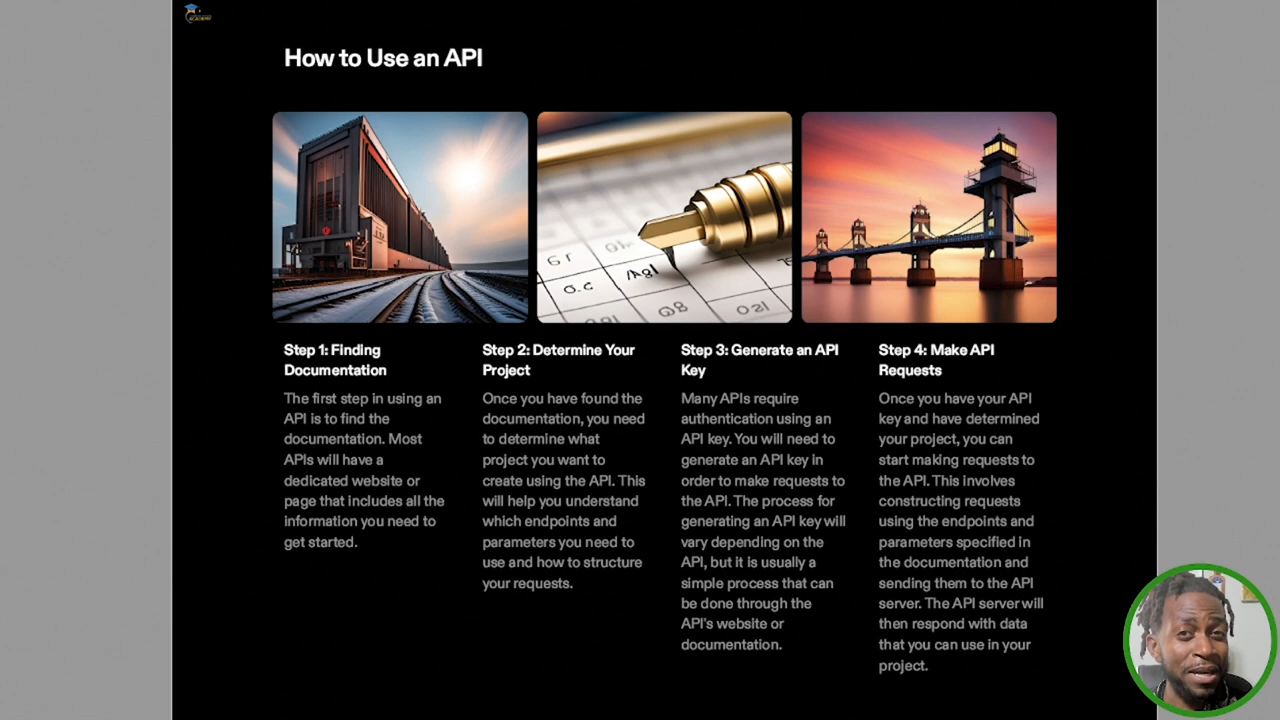 ACADEMY
How to Use an API
Step 1: Finding
Documentation
The first step in using an
API is to find the
documentation. Most
APIs will have a
dedicated website or
page that includes all the
information you need to
get started.
Step 2: Determine Your
Project
Once you have found the
documentation, you need
to determine what
project you want to
create using the API. This
will help you understand
which endpoints and
parameters you need to
use and how to structure
your requests.
Step 3: Generate an API
Key
Many APIs require
authentication using an
API key. You will need to
generate an API key in
order to make requests to
the API. The process for
generating an API key will
vary depending on the
API, but it is usually a
simple process that can
be done through the
API's website or
documentation.
Step 4: Make API
Requests
Once you have your API
key and have determined
your project, you can
start making requests to
the API. This involves
constructing requests
using the endpoints and
parameters specified in
the documentation and
sending them to the API
server. The API server will
then respond with data
that you can use in your
project.